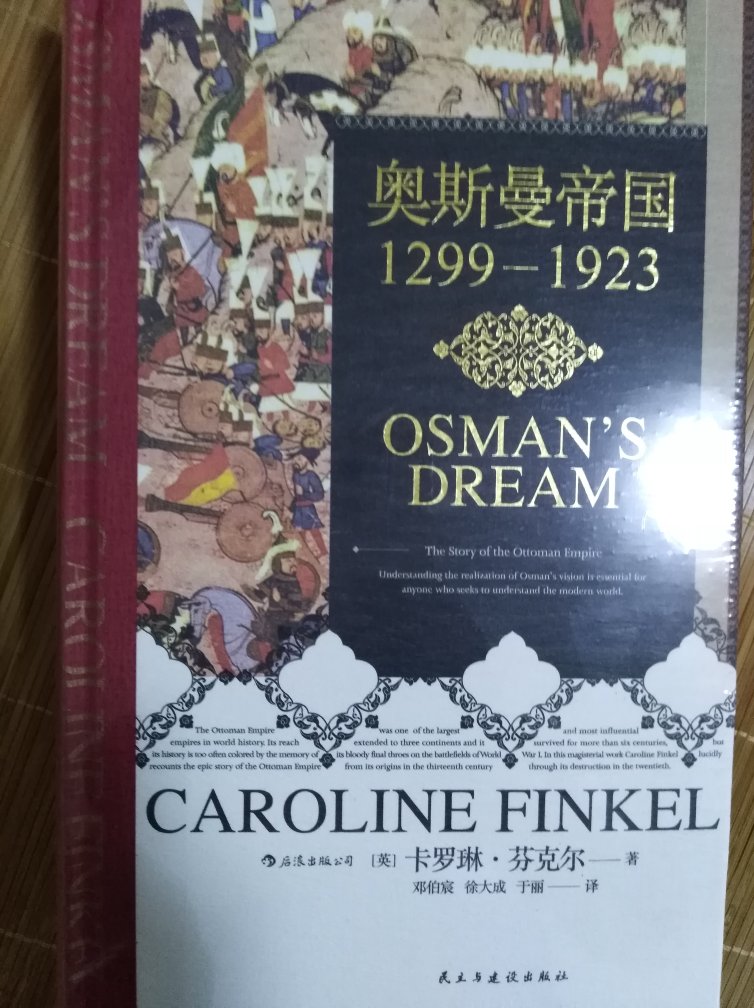 OSMAN'S DREAM CAROLINE FINKEL
奥斯曼帝国
1299－1923
OSMAN'S
DREAM
The Story of the Ottoman Empire
Understanding the realization of Osman's vision is essential for
anyone who seeks to understand the modern world.
The Ottoman Empire was one of the largest and most influential
empires in world history. Its reach extended to three continents and it survived for more than six centuries, but
its history is too often colored by the memory of its bloody final throes on the battlefields of World War I. In this magisterial work Caroline Finkel lucidly
recounts the epic story of the Ottoman Empire from its origins in the thirteenth century through its destruction in the twentieth.
CAROLINE FINKEL
后浪出版公司 [英] 卡罗琳·芬克尔——著
邓伯宸 徐大成 于丽——译
民主与建设出版社